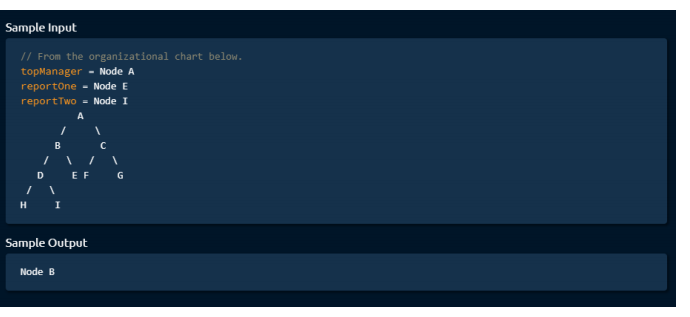 Sample Input
// From the organizational chart below.
topManager = Node A
reportOne = Node E
reportTwo = Node I
A
/ \
B C
/ \ / \
D E F G
/ \
H I
Sample Output
Node B